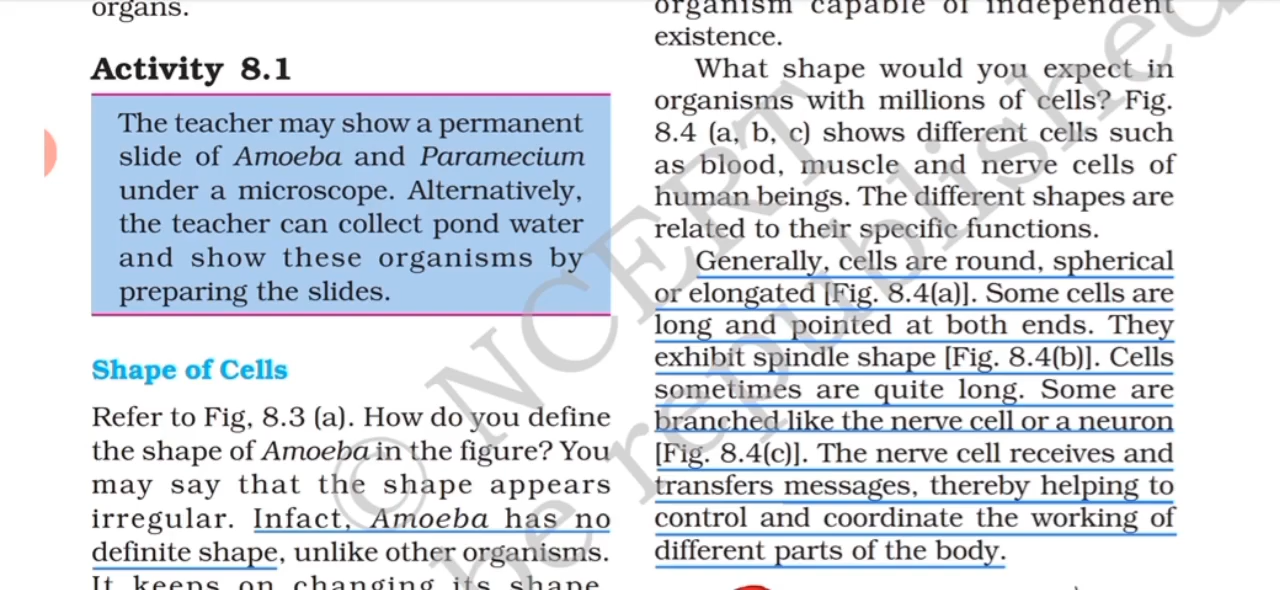 organs.
Activity 8.1
The teacher may show a permanent
slide of Amoeba and Paramecium
under a microscope. Alternatively,
the teacher can collect pond water
and show these organisms by
preparing the slides.
Shape of Cells
Refer to Fig, 8.3 (a). How do you define
the shape of Amoeba in the figure? You
may say that the shape appears
irregular. Infact, Amoeba has no
definite shape, unlike other organisms.
It keeps on changing its shape.
organism capable of independent
existence.
What shape would you expect in
organisms with millions of cells? Fig.
8.4 (a, b, c) shows different cells such
as blood, muscle and nerve cells of
human beings. The different shapes are
related to their specific functions.
Generally, cells are round, spherical
or elongated [Fig. 8.4(a)]. Some cells are
long and pointed at both ends. They
exhibit spindle shape [Fig. 8.4(b)]. Cells
sometimes are quite long. Some are
branched like the nerve cell or a neuron
[Fig. 8.4(c)]. The nerve cell receives and
transfers messages, thereby helping to
control and coordinate the working of
different parts of the body.
© NCERT
be republished